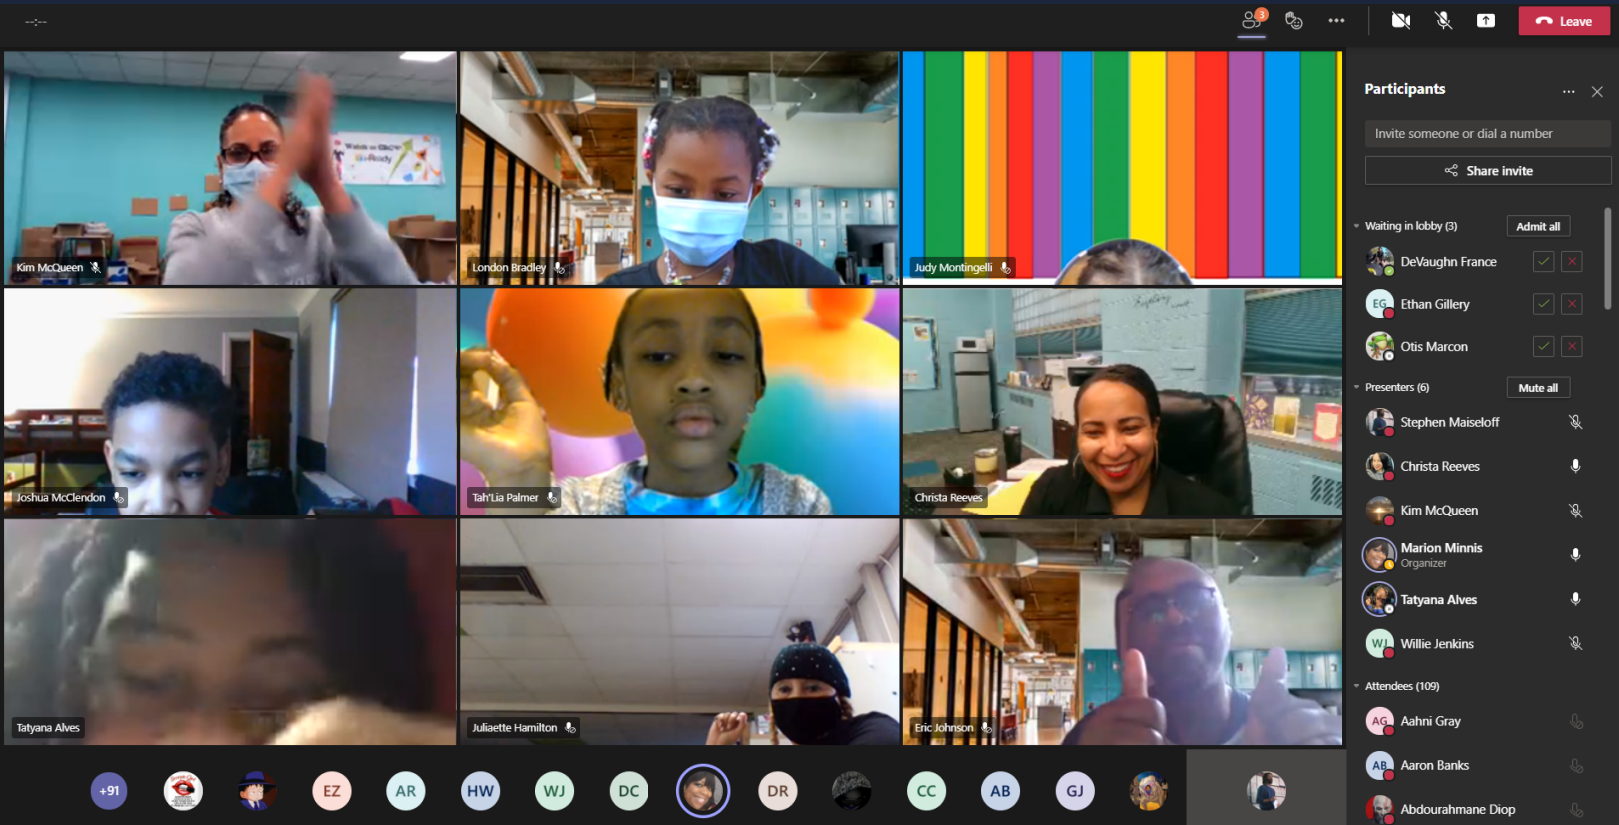 --:--
3
Leave
Kim McQueen
London Bradley
Judy Montingelli
Joshua McClendon
Tah'Lia Palmer
Christa Reeves
Tatyana Alves
Juliaette Hamilton
Eric Johnson
+91
EZ
AR
HW
WJ
DC
DR
CC
AB
GJ
Participants
Invite someone or dial a number
Share invite
Waiting in lobby (3)
Admit all
DeVaughn France
EG
Ethan Gillery
Otis Marcon
Presenters (6)
Mute all
Stephen Maiseloff
Christa Reeves
Kim McQueen
Marion Minnis
Organizer
Tatyana Alves
WJ
Willie Jenkins
Attendees (109)
AG
Aahni Gray
AB
Aaron Banks
Abdourahmane Diop